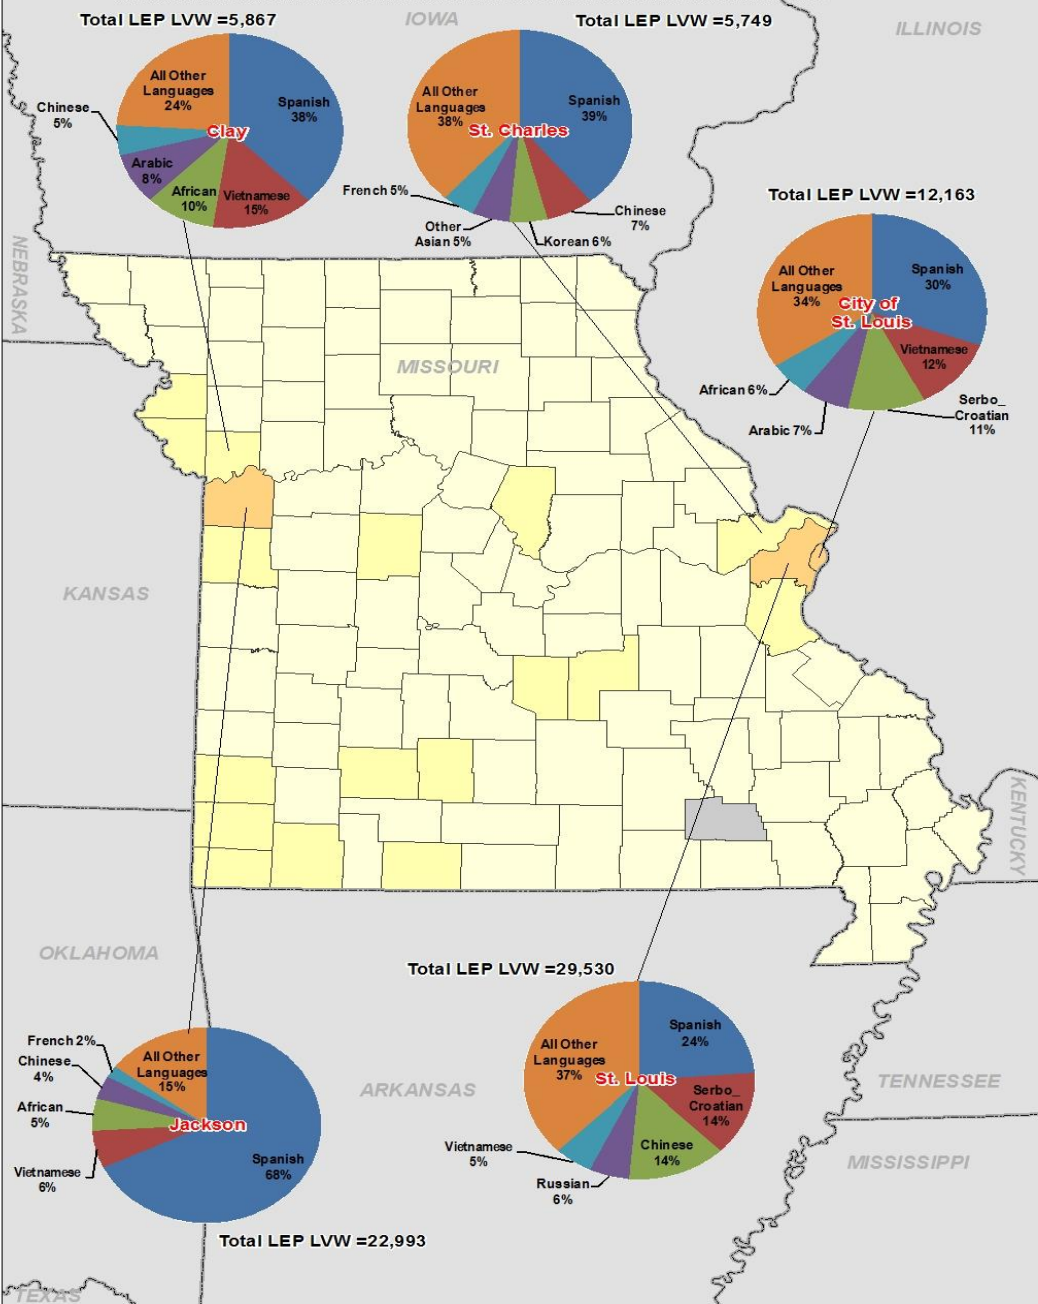 Total LEP LVW =5,867
IOWA
Total LEP LVW =5,749
ILLINOIS
All Other
Languages
24%
Spanish
38%
Chinese
5%
Clay
Arabic
8%
African
10%
Vietnamese
15%
All Other
Languages
38%
Spanish
39%
St. Charles
French 5%
Other
Asian 5%
Korean 6%
Chinese
7%
Total LEP LVW =12,163
All Other
Languages
34%
Spanish
30%
City of
St. Louis
Vietnamese
12%
African 6%
Arabic 7%
Serbo_
Croatian
11%
NEBRASKA
MISSOURI
KANSAS
KENTUCKY
OKLAHOMA
Total LEP LVW =29,530
French 2%
Chinese
4%
African
5%
Vietnamese
6%
All Other
Languages
15%
Jackson
Spanish
68%
Total LEP LVW =22,993
ARKANSAS
All Other
Languages
37%
Spanish
24%
St. Louis
Serbo_
Croatian
14%
Chinese
14%
Vietnamese
5%
Russian
6%
TENNESSEE
MISSISSIPPI
TEXAS